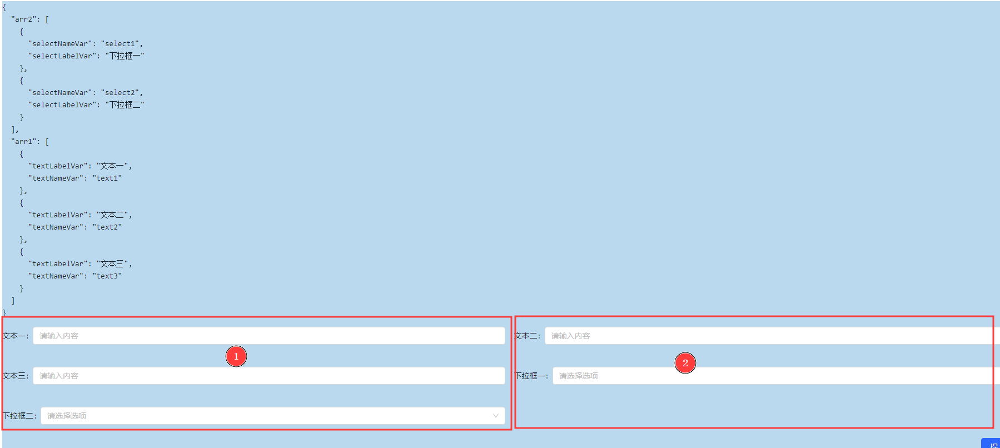 {
"arr2": [
{
"selectNameVar": "select1",
"selectLabelVar": "下拉框一"
},
{
"selectNameVar": "select2",
"selectLabelVar": "下拉框二"
}
],
"arr1": [
{
"textLabelVar": "文本一",
"textNameVar": "text1"
},
{
"textLabelVar": "文本二",
"textNameVar": "text2"
},
{
"textLabelVar": "文本三",
"textNameVar": "text3"
}
]
}
文本一: 请输入内容
文本二: 请输入内容
1
2
文本三: 请输入内容
下拉框一: 请选择选项
下拉框二: 请选择选项